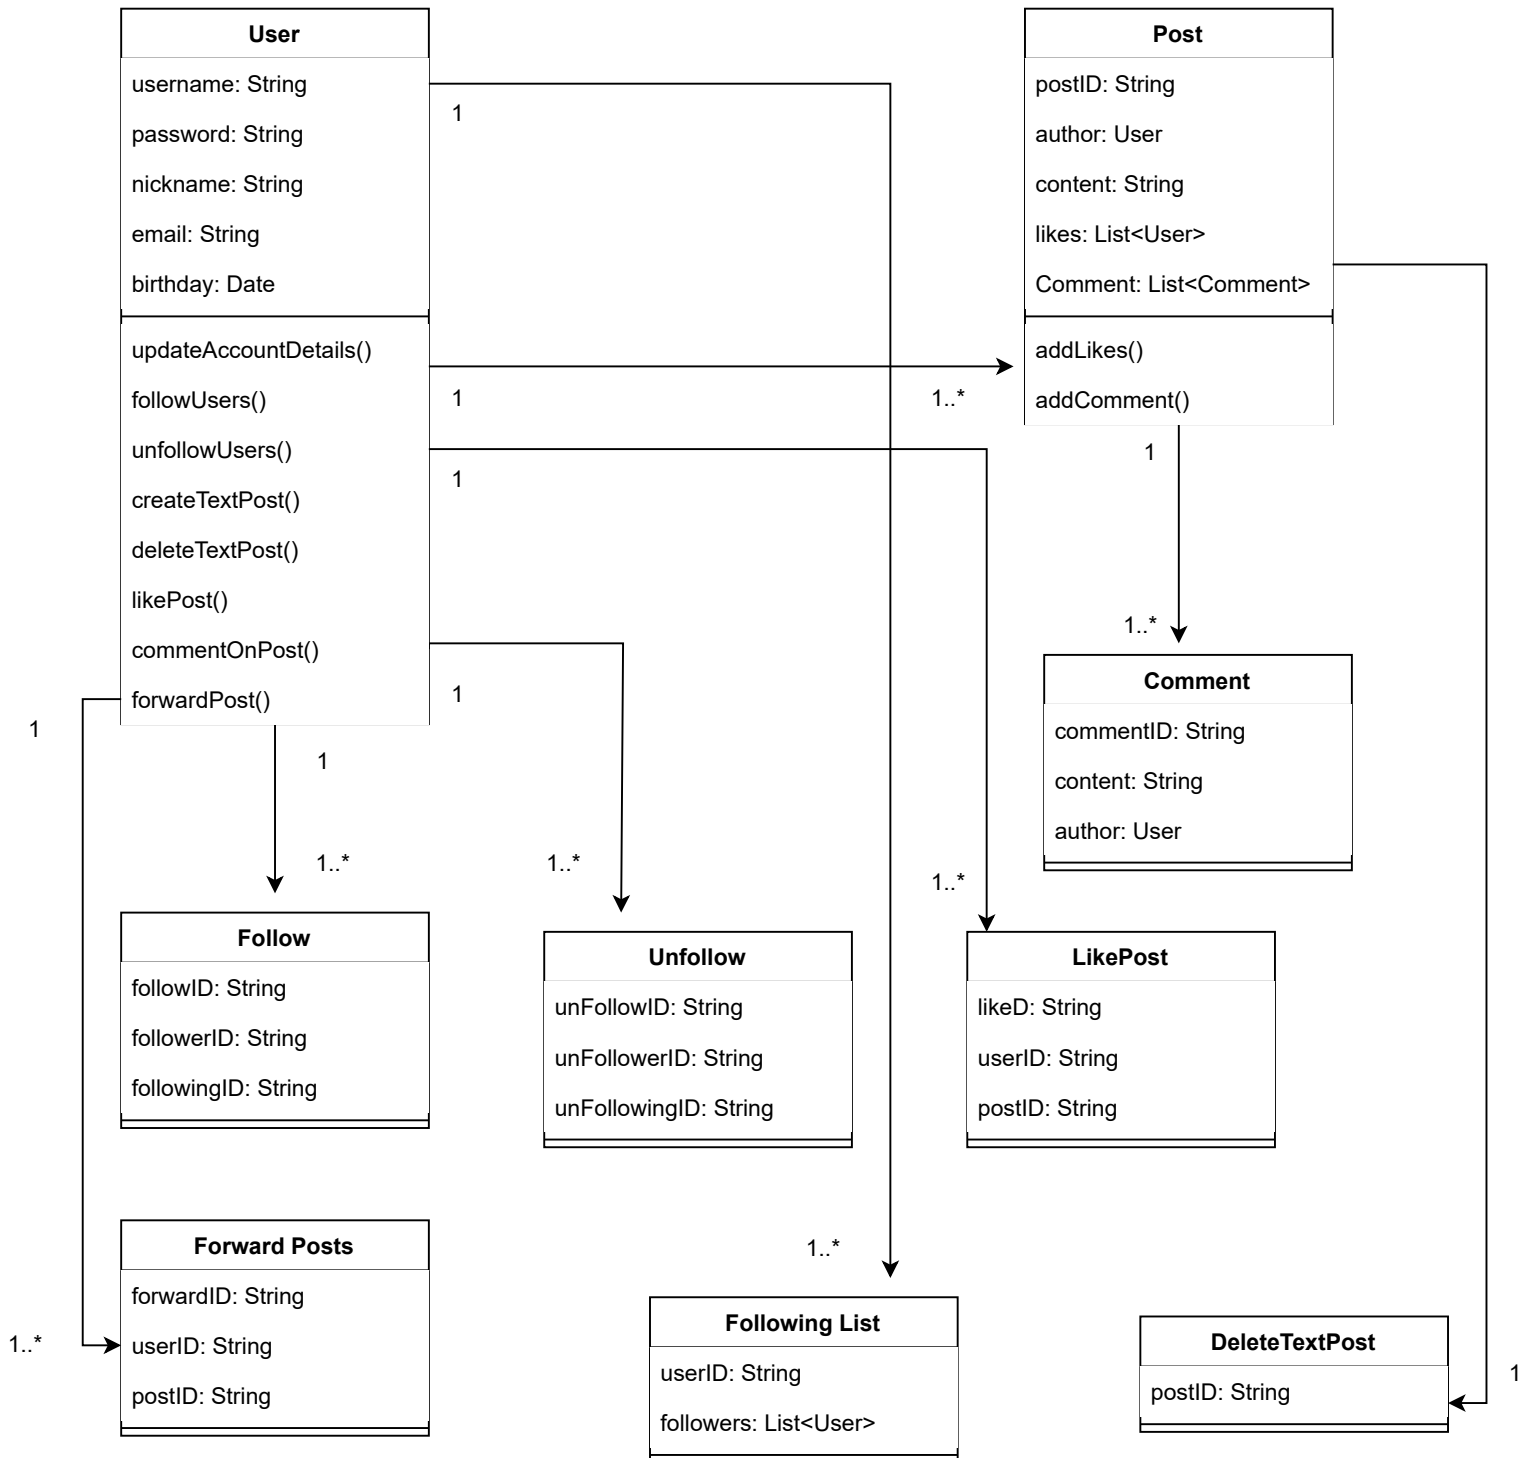 User
username: String
password: String
nickname: String
email: String
birthday: Date
updateAccountDetails()
followUsers()
unfollowUsers()
createTextPost()
deleteTextPost()
likePost()
commentOnPost()
forwardPost()
1
1
1..*
1
1
1
1
Post
postID: String
author: User
content: String
likes: List<User>
Comment: List<Comment>
addLikes()
addComment()
1
1..*
Comment
commentID: String
content: String
author: User
1..*
1..*
1..*
Follow
followID: String
followerID: String
followingID: String
Unfollow
unFollowID: String
unFollowerID: String
unFollowingID: String
LikePost
likeD: String
userID: String
postID: String
1..*
Forward Posts
forwardID: String
userID: String
postID: String
1..*
Following List
userID: String
followers: List<User>
DeleteTextPost
postID: String
1